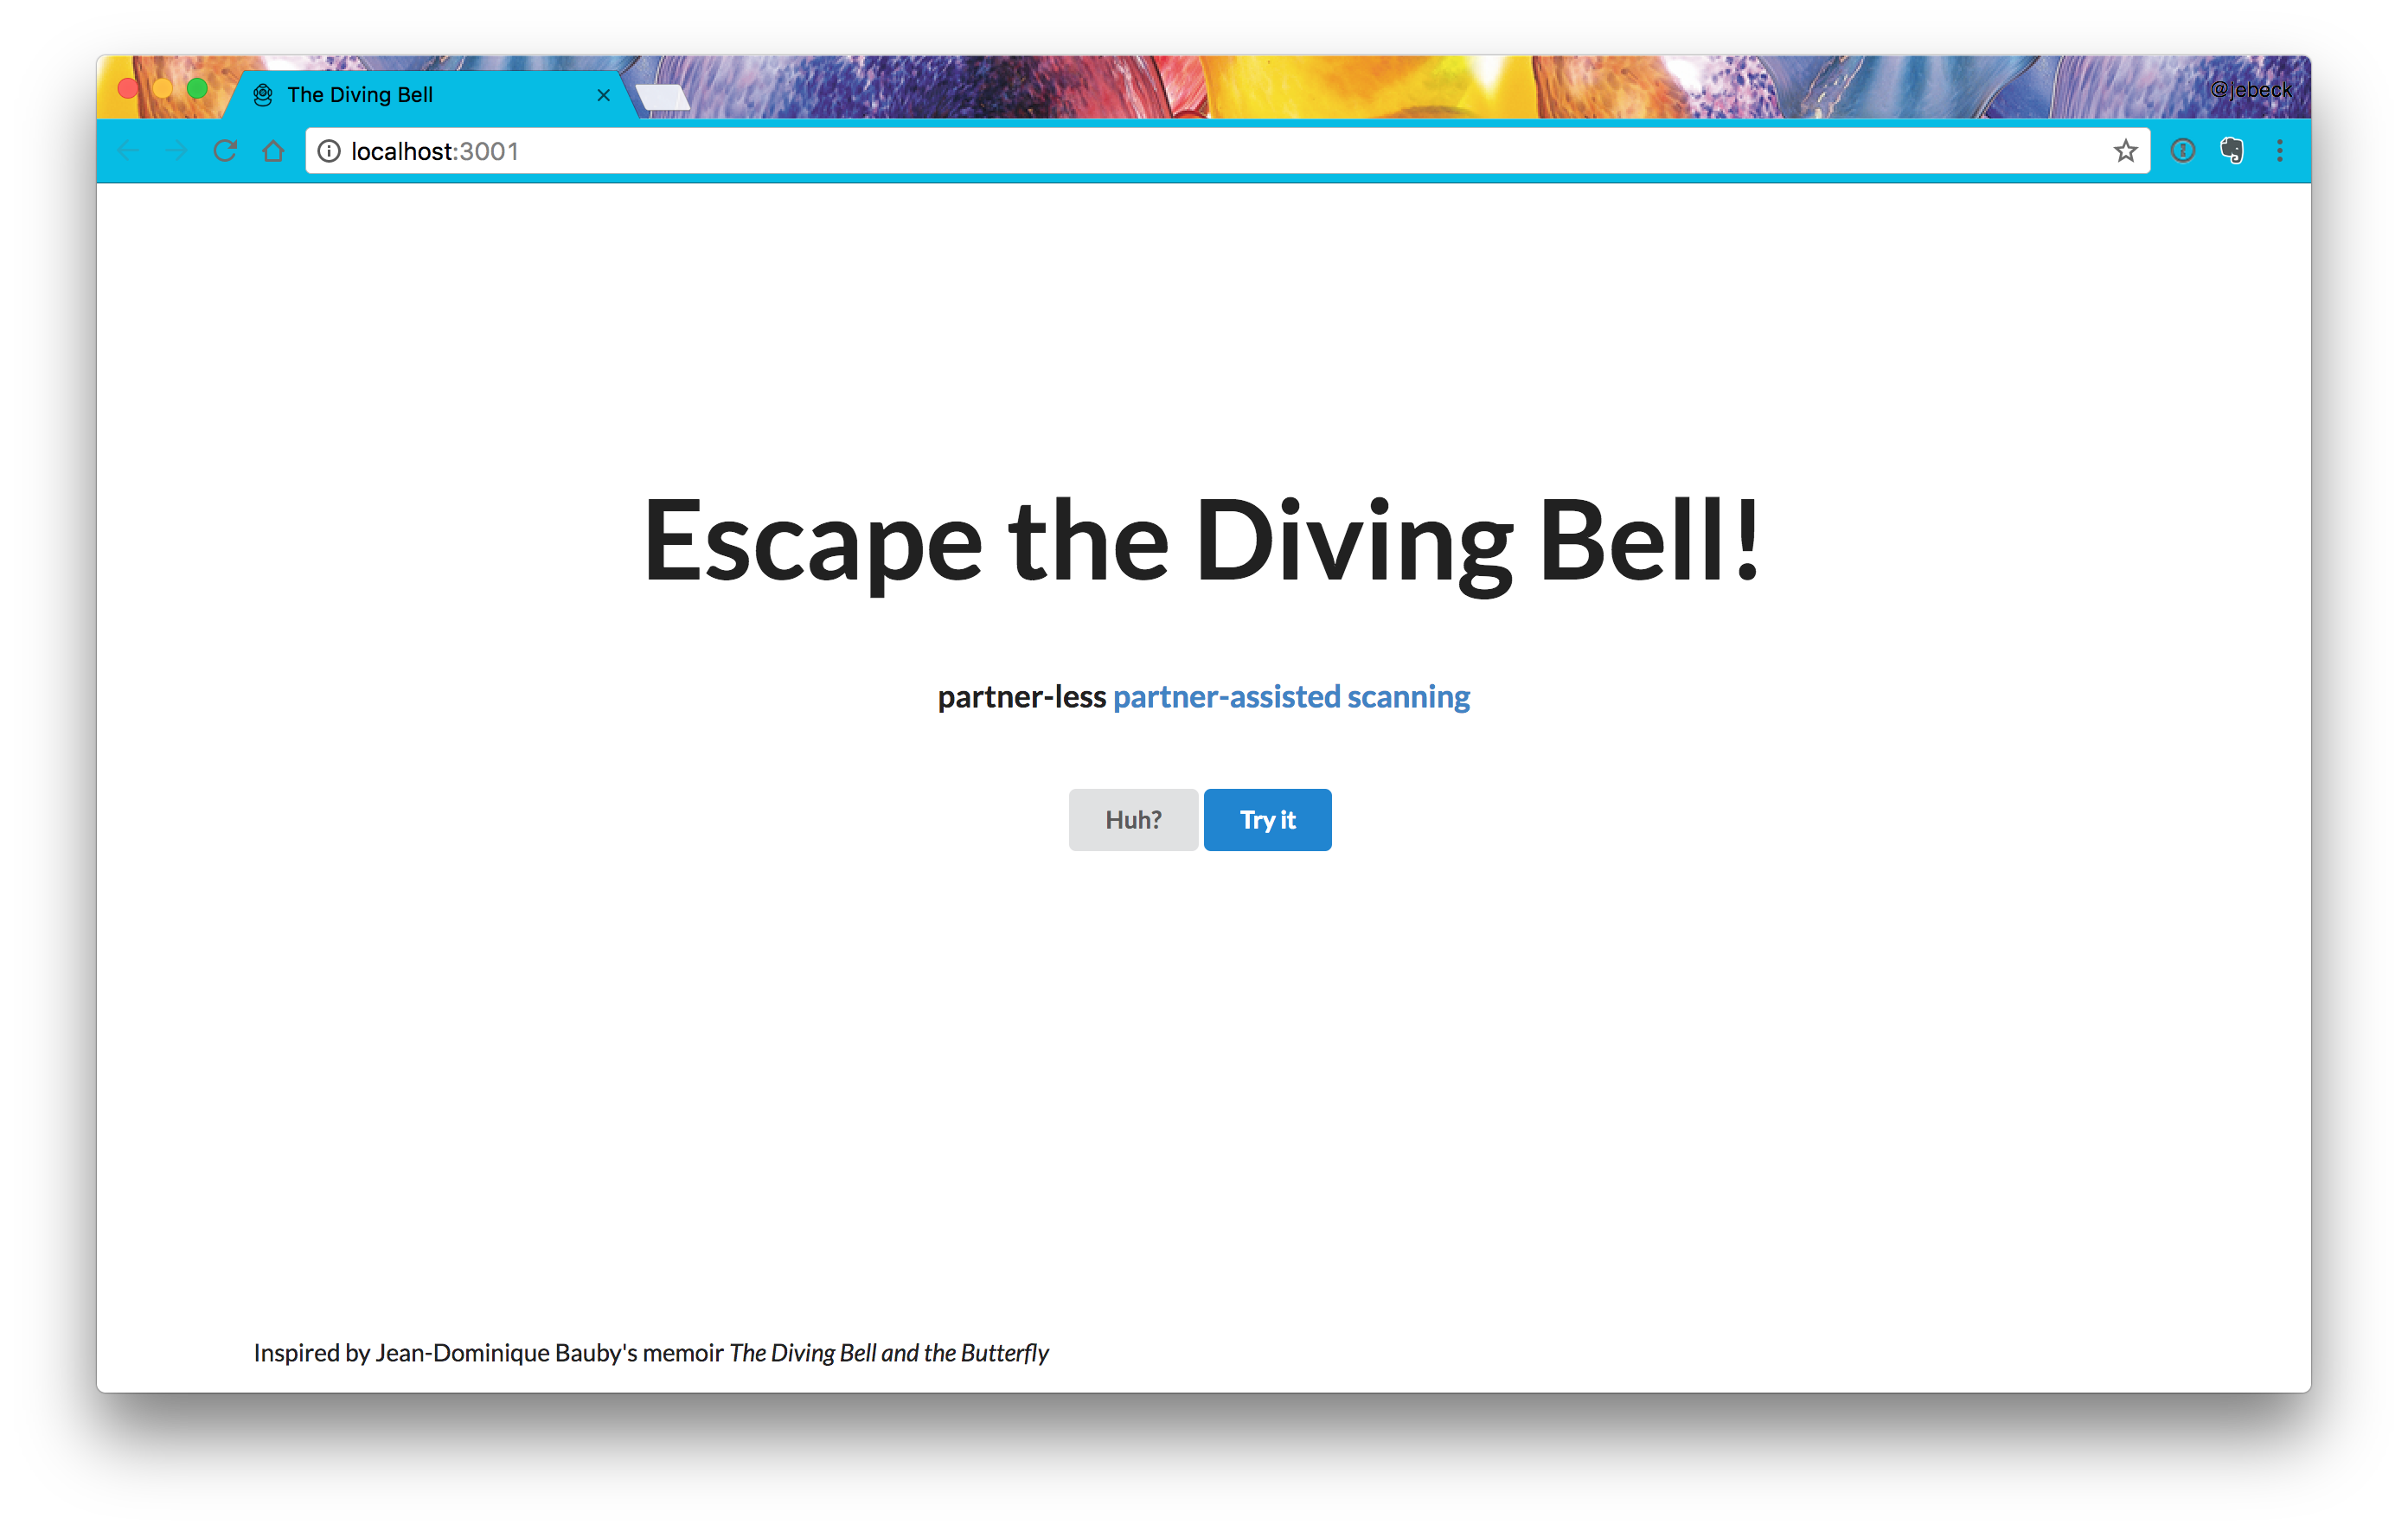 The Diving Bell
@jebeck
localhost:3001
Escape the Diving Bell!
partner-less partner-assisted scanning
Huh? Try it
Inspired by Jean-Dominique Bauby's memoir The Diving Bell and the Butterfly